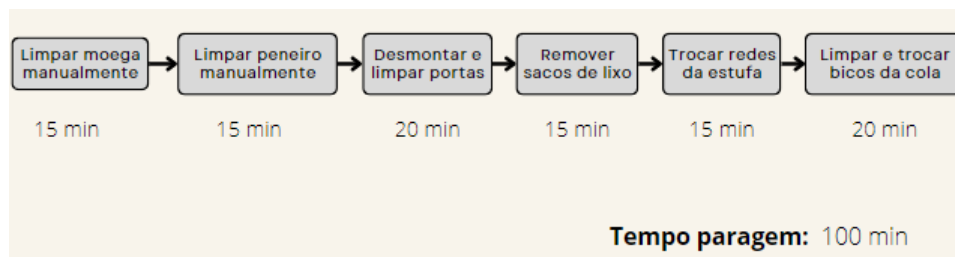 Limpar moega
manualmente
Limpar peneiro
manualmente
Desmontar e
limpar portas
Remover
sacos de lixo
Trocar redes
da estufa
Limpar e trocar
bicos da cola
15 min
15 min
20 min
15 min
15 min
20 min
Tempo paragem: 100 min